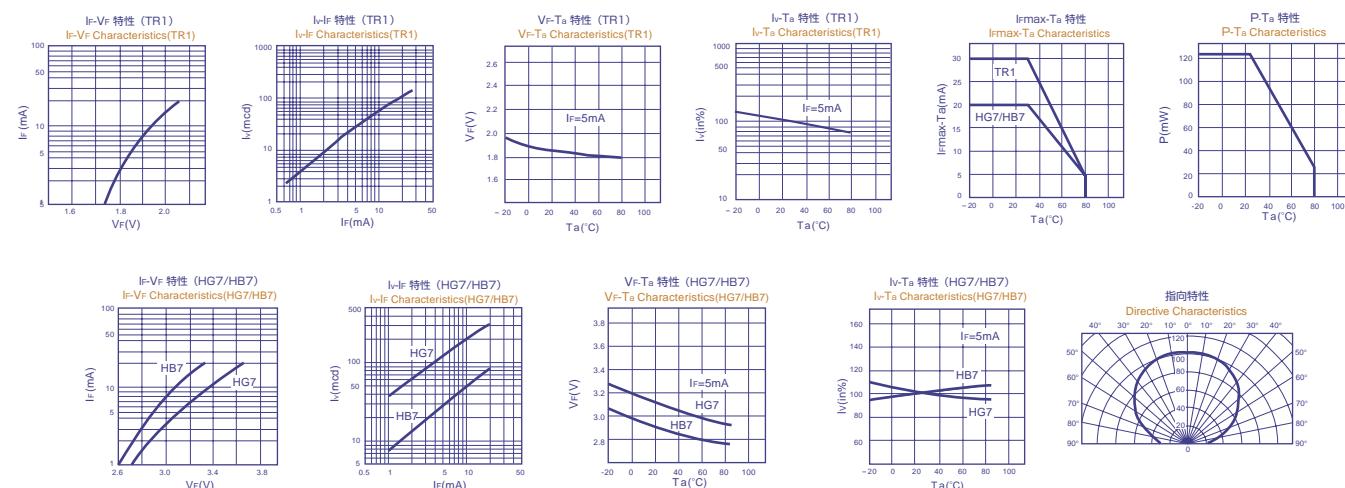 IF-VF 特性（TR1）
IF-VF Characteristics(TR1)
IF (mA)
100
50
10
5
1
5
1.6 1.8 2.0
VF(V)
Iv-IF 特性（TR1）
Iv-IF Characteristics(TR1)
Iv(mcd)
1000
100
10
1
0.5 1 5 10 50
IF(mA)
VF-Ta 特性（TR1）
VF-Ta Characteristics(TR1)
VF(V)
2.6
2.4
2.2
2.0
1.8
1.6
IF=5mA
－20 0 20 40 60 80 100
Ta(℃)
Iv-Ta 特性（TR1）
Iv-Ta Characteristics(TR1)
Iv(in%)
1000
500
100
50
10
IF=5mA
－20 0 20 40 60 80 100
Ta(℃)
IFmax-Ta 特性
IFmax-Ta Characteristics
IFmax-Ta(mA)
30
25
20
15
10
5
0
TR1
HG7/HB7
－20 0 20 40 60 80 100
Ta(℃)
P-Ta 特性
P-Ta Characteristics
P(mW)
120
100
80
60
40
20
0
－20 0 20 40 60 80 100
Ta(℃)
IF-VF 特性（HG7/HB7）
IF-VF Characteristics(HG7/HB7)
IF(mA)
100
50
10
5
1
HB7
HG7
2.6 3.0 3.4 3.8
VF(V)
Iv-IF 特性（HG7/HB7）
Iv-IF Characteristics(HG7/HB7)
Iv(mcd)
500
100
50
10
5
HG7
HB7
0.5 1 5 10 50
IF(mA)
VF-Ta 特性（HG7/HB7）
VF-Ta Characteristics(HG7/HB7)
VF(V)
3.8
3.6
3.4
3.2
3.0
2.8
IF=5mA
HG7
HB7
－20 0 20 40 60 80 100
Ta(℃)
Iv-Ta 特性（HG7/HB7）
Iv-Ta Characteristics(HG7/HB7)
Iv(in%)
160
140
120
100
80
60
IF=5mA
HB7
HG7
－20 0 20 40 60 80 100
Ta(℃)
指向特性
Directive Characteristics
40° 30° 20° 10° 0° 10° 20° 30° 40°
50° 50°
60° 60°
70° 70°
80° 80°
90° 90°
120
100
80
60
40
20
0